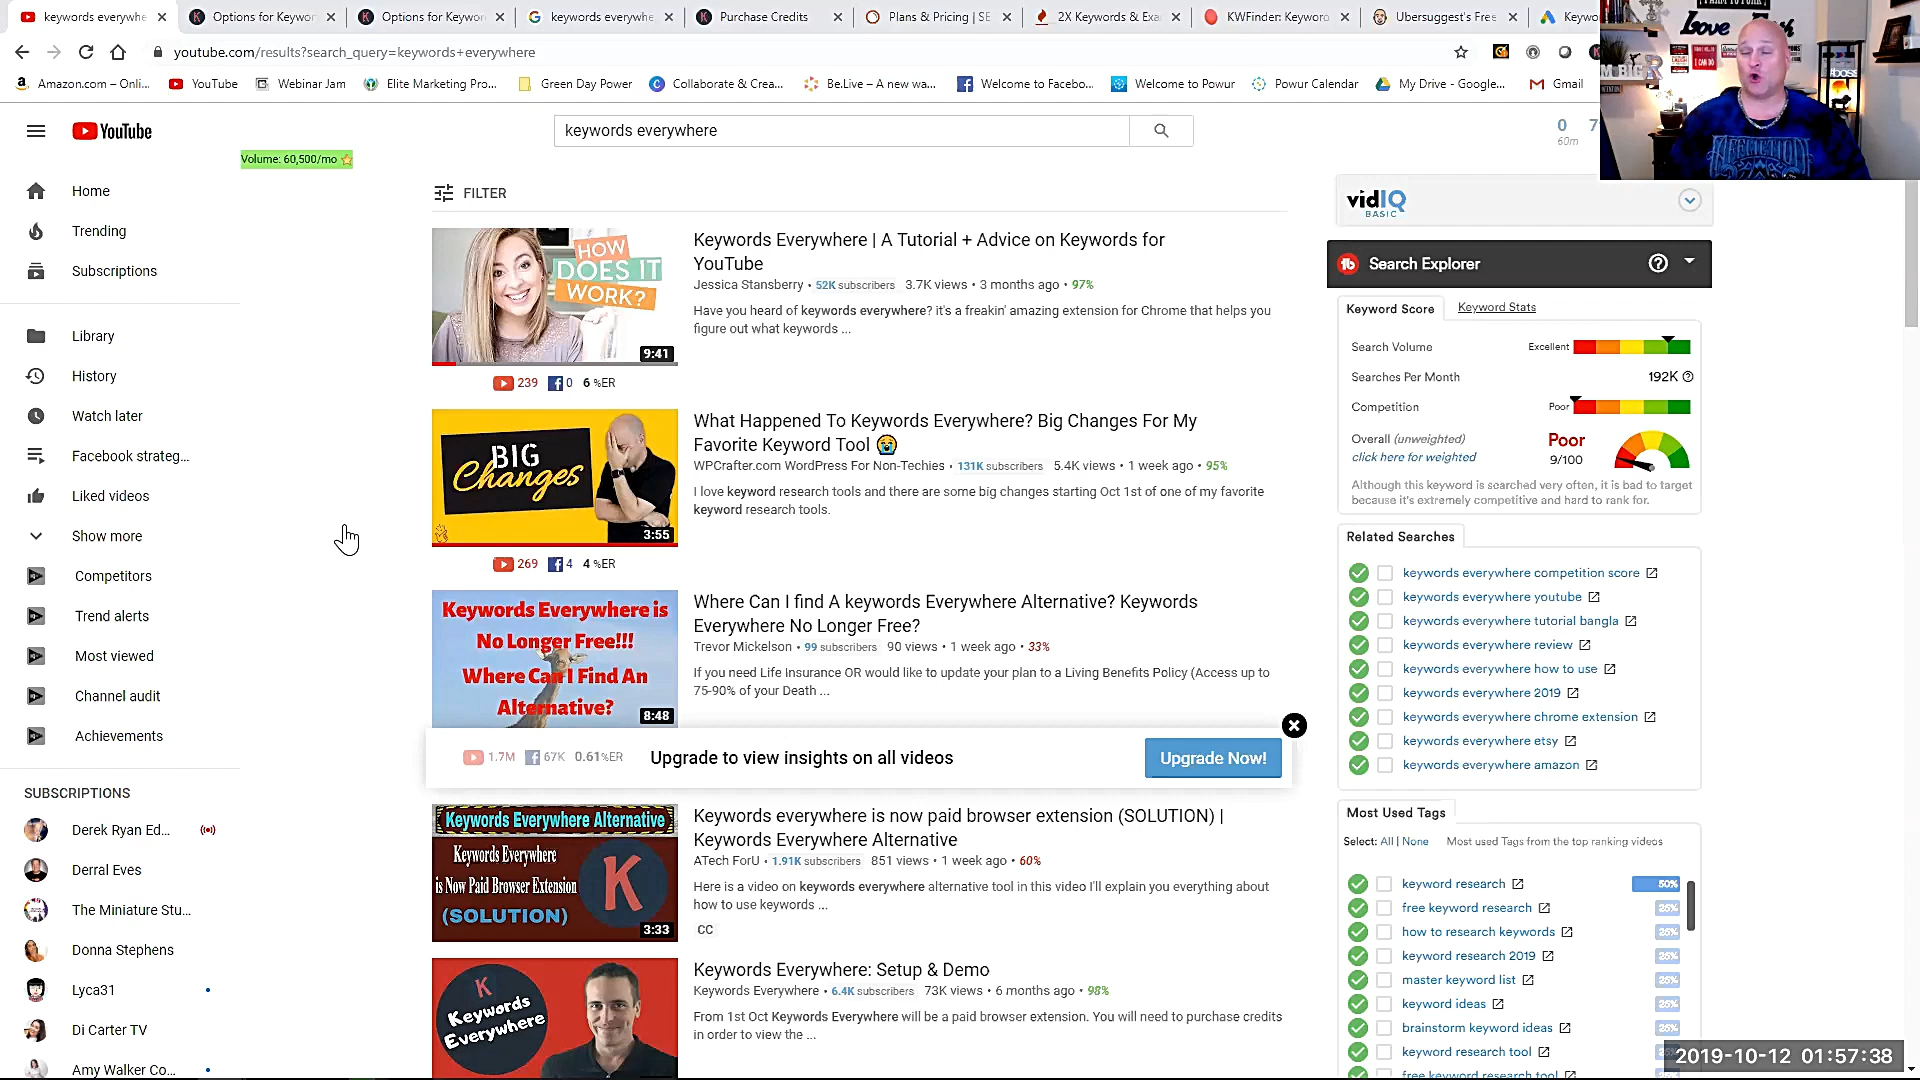 keywords everywhe
Options for Keywor
Options for Keywor
keywords everywhe
Purchase Credits
Plans & Pricing | SE
2X Keywords & Exa
KWFinder: Keyword
Ubersuggest's Free
Keywo
youtube.com/results?search_query=keywords+everywhere
Amazon.com – Onli...
YouTube
Webinar Jam
Elite Marketing Pro...
Green Day Power
Collaborate & Crea...
Be.Live – A new wa...
Welcome to Facebo...
Welcome to Powur
Powur Calendar
My Drive - Google...
Gmail
YouTube
keywords everywhere
0
60m
Volume: 60,500/mo
Home
Trending
Subscriptions
Library
History
Watch later
Facebook strateg...
Liked videos
Show more
Competitors
Trend alerts
Most viewed
Channel audit
Achievements
SUBSCRIPTIONS
Derek Ryan Ed...
Derral Eves
The Miniature Stu...
Donna Stephens
Lyca31
Di Carter TV
Amy Walker Co...
FILTER
HOW
DOES IT
WORK?
9:41
Keywords Everywhere | A Tutorial + Advice on Keywords for
YouTube
Jessica Stansberry • 52K subscribers 3.7K views • 3 months ago • 97%
Have you heard of keywords everywhere? it's a freakin' amazing extension for Chrome that helps you
figure out what keywords ...
239 0 6 %ER
BIG
Changes
3:55
What Happened To Keywords Everywhere? Big Changes For My
Favorite Keyword Tool 😭
WPCrafter.com WordPress For Non-Techies • 131K subscribers 5.4K views • 1 week ago • 95%
I love keyword research tools and there are some big changes starting Oct 1st of one of my favorite
keyword research tools.
269 4 4 %ER
Keywords Everywhere is
No Longer Free!!!
Where Can I Find An
Alternative?
8:48
Where Can I find A keywords Everywhere Alternative? Keywords
Everywhere No Longer Free?
Trevor Mickelson • 99 subscribers 90 views • 1 week ago • 33%
If you need Life Insurance OR would like to update your plan to a Living Benefits Policy (Access up to
75-90% of your Death ...
1.7M 67K 0.61%ER
Upgrade to view insights on all videos
Upgrade Now!
Keywords Everywhere Alternative
Keywords Everywhere
is Now Paid Browser Extension
(SOLUTION)
K
3:33
Keywords everywhere is now paid browser extension (SOLUTION) |
Keywords Everywhere Alternative
ATech ForU • 1.91K subscribers 851 views • 1 week ago • 60%
Here is a video on keywords everywhere alternative tool in this video I'll explain you everything about
how to use keywords ...
CC
K
Keywords
Everywhere
Keywords Everywhere: Setup & Demo
Keywords Everywhere • 6.4K subscribers 73K views • 6 months ago • 98%
From 1st Oct Keywords Everywhere will be a paid browser extension. You will need to purchase credits
in order to view the ...
vidIQ
BASIC
Search Explorer
Keyword Score
Keyword Stats
Search Volume Excellent
Searches Per Month 192K
Competition Poor
Overall (unweighted)
click here for weighted
Poor
9/100
Although this keyword is searched very often, it is bad to target
because it's extremely competitive and hard to rank for.
Related Searches
keywords everywhere competition score
keywords everywhere youtube
keywords everywhere tutorial bangla
keywords everywhere review
keywords everywhere how to use
keywords everywhere 2019
keywords everywhere chrome extension
keywords everywhere etsy
keywords everywhere amazon
Most Used Tags
Select: All | None Most used Tags from the top ranking videos
keyword research 50%
free keyword research 25%
how to research keywords 25%
keyword research 2019 25%
master keyword list 25%
keyword ideas 25%
brainstorm keyword ideas 25%
keyword research tool
free keyword research tool
2019-10-12 01:57:38